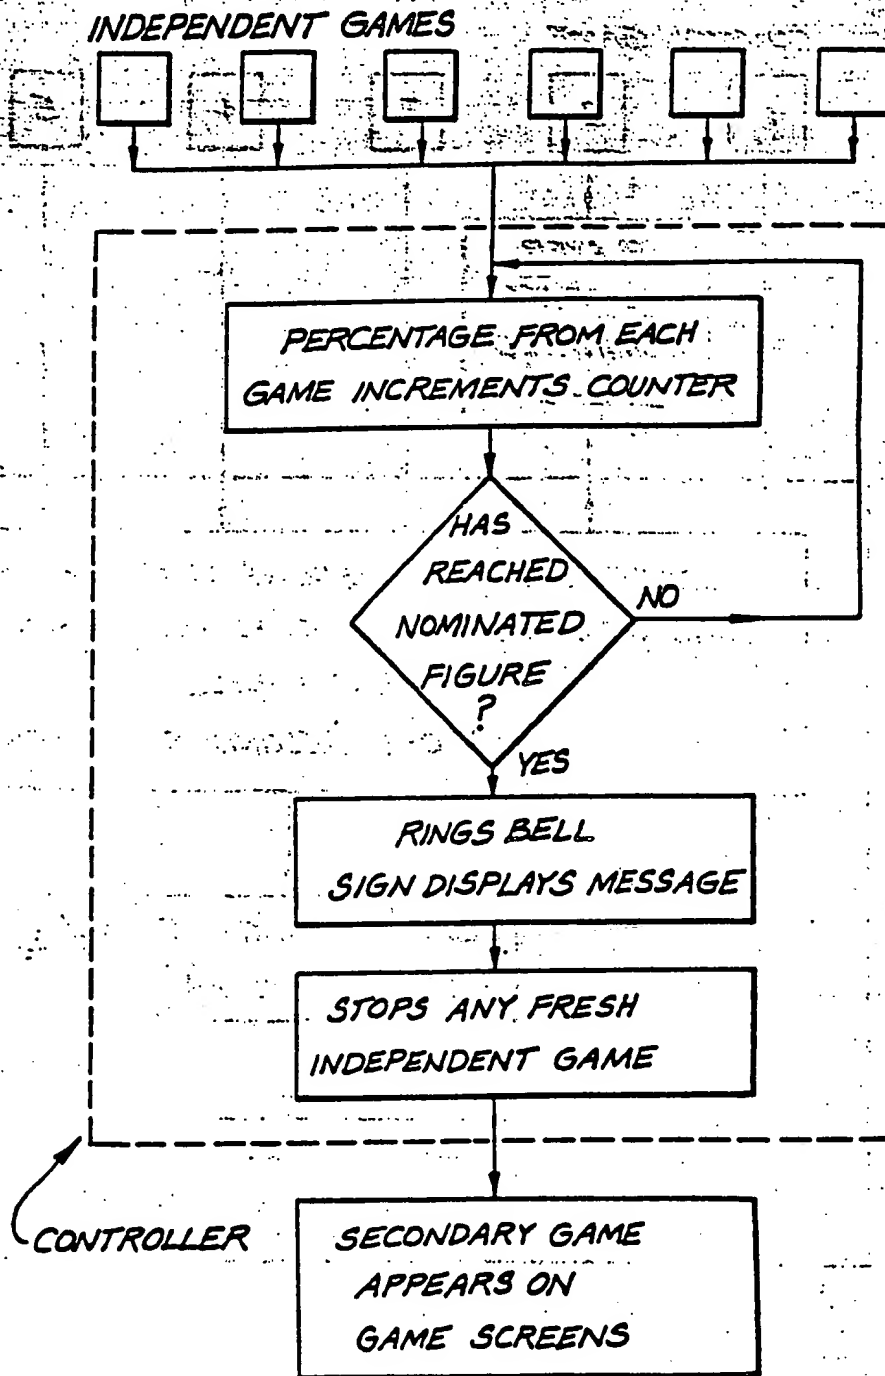 INDEPENDENT GAMES
PERCENTAGE FROM EACH
GAME INCREMENTS COUNTER
HAS
REACHED
NOMINATED
FIGURE
?
NO
YES
RINGS BELL
SIGN DISPLAYS MESSAGE
STOPS ANY FRESH
INDEPENDENT GAME
CONTROLLER
SECONDARY GAME
APPEARS ON
GAME SCREENS